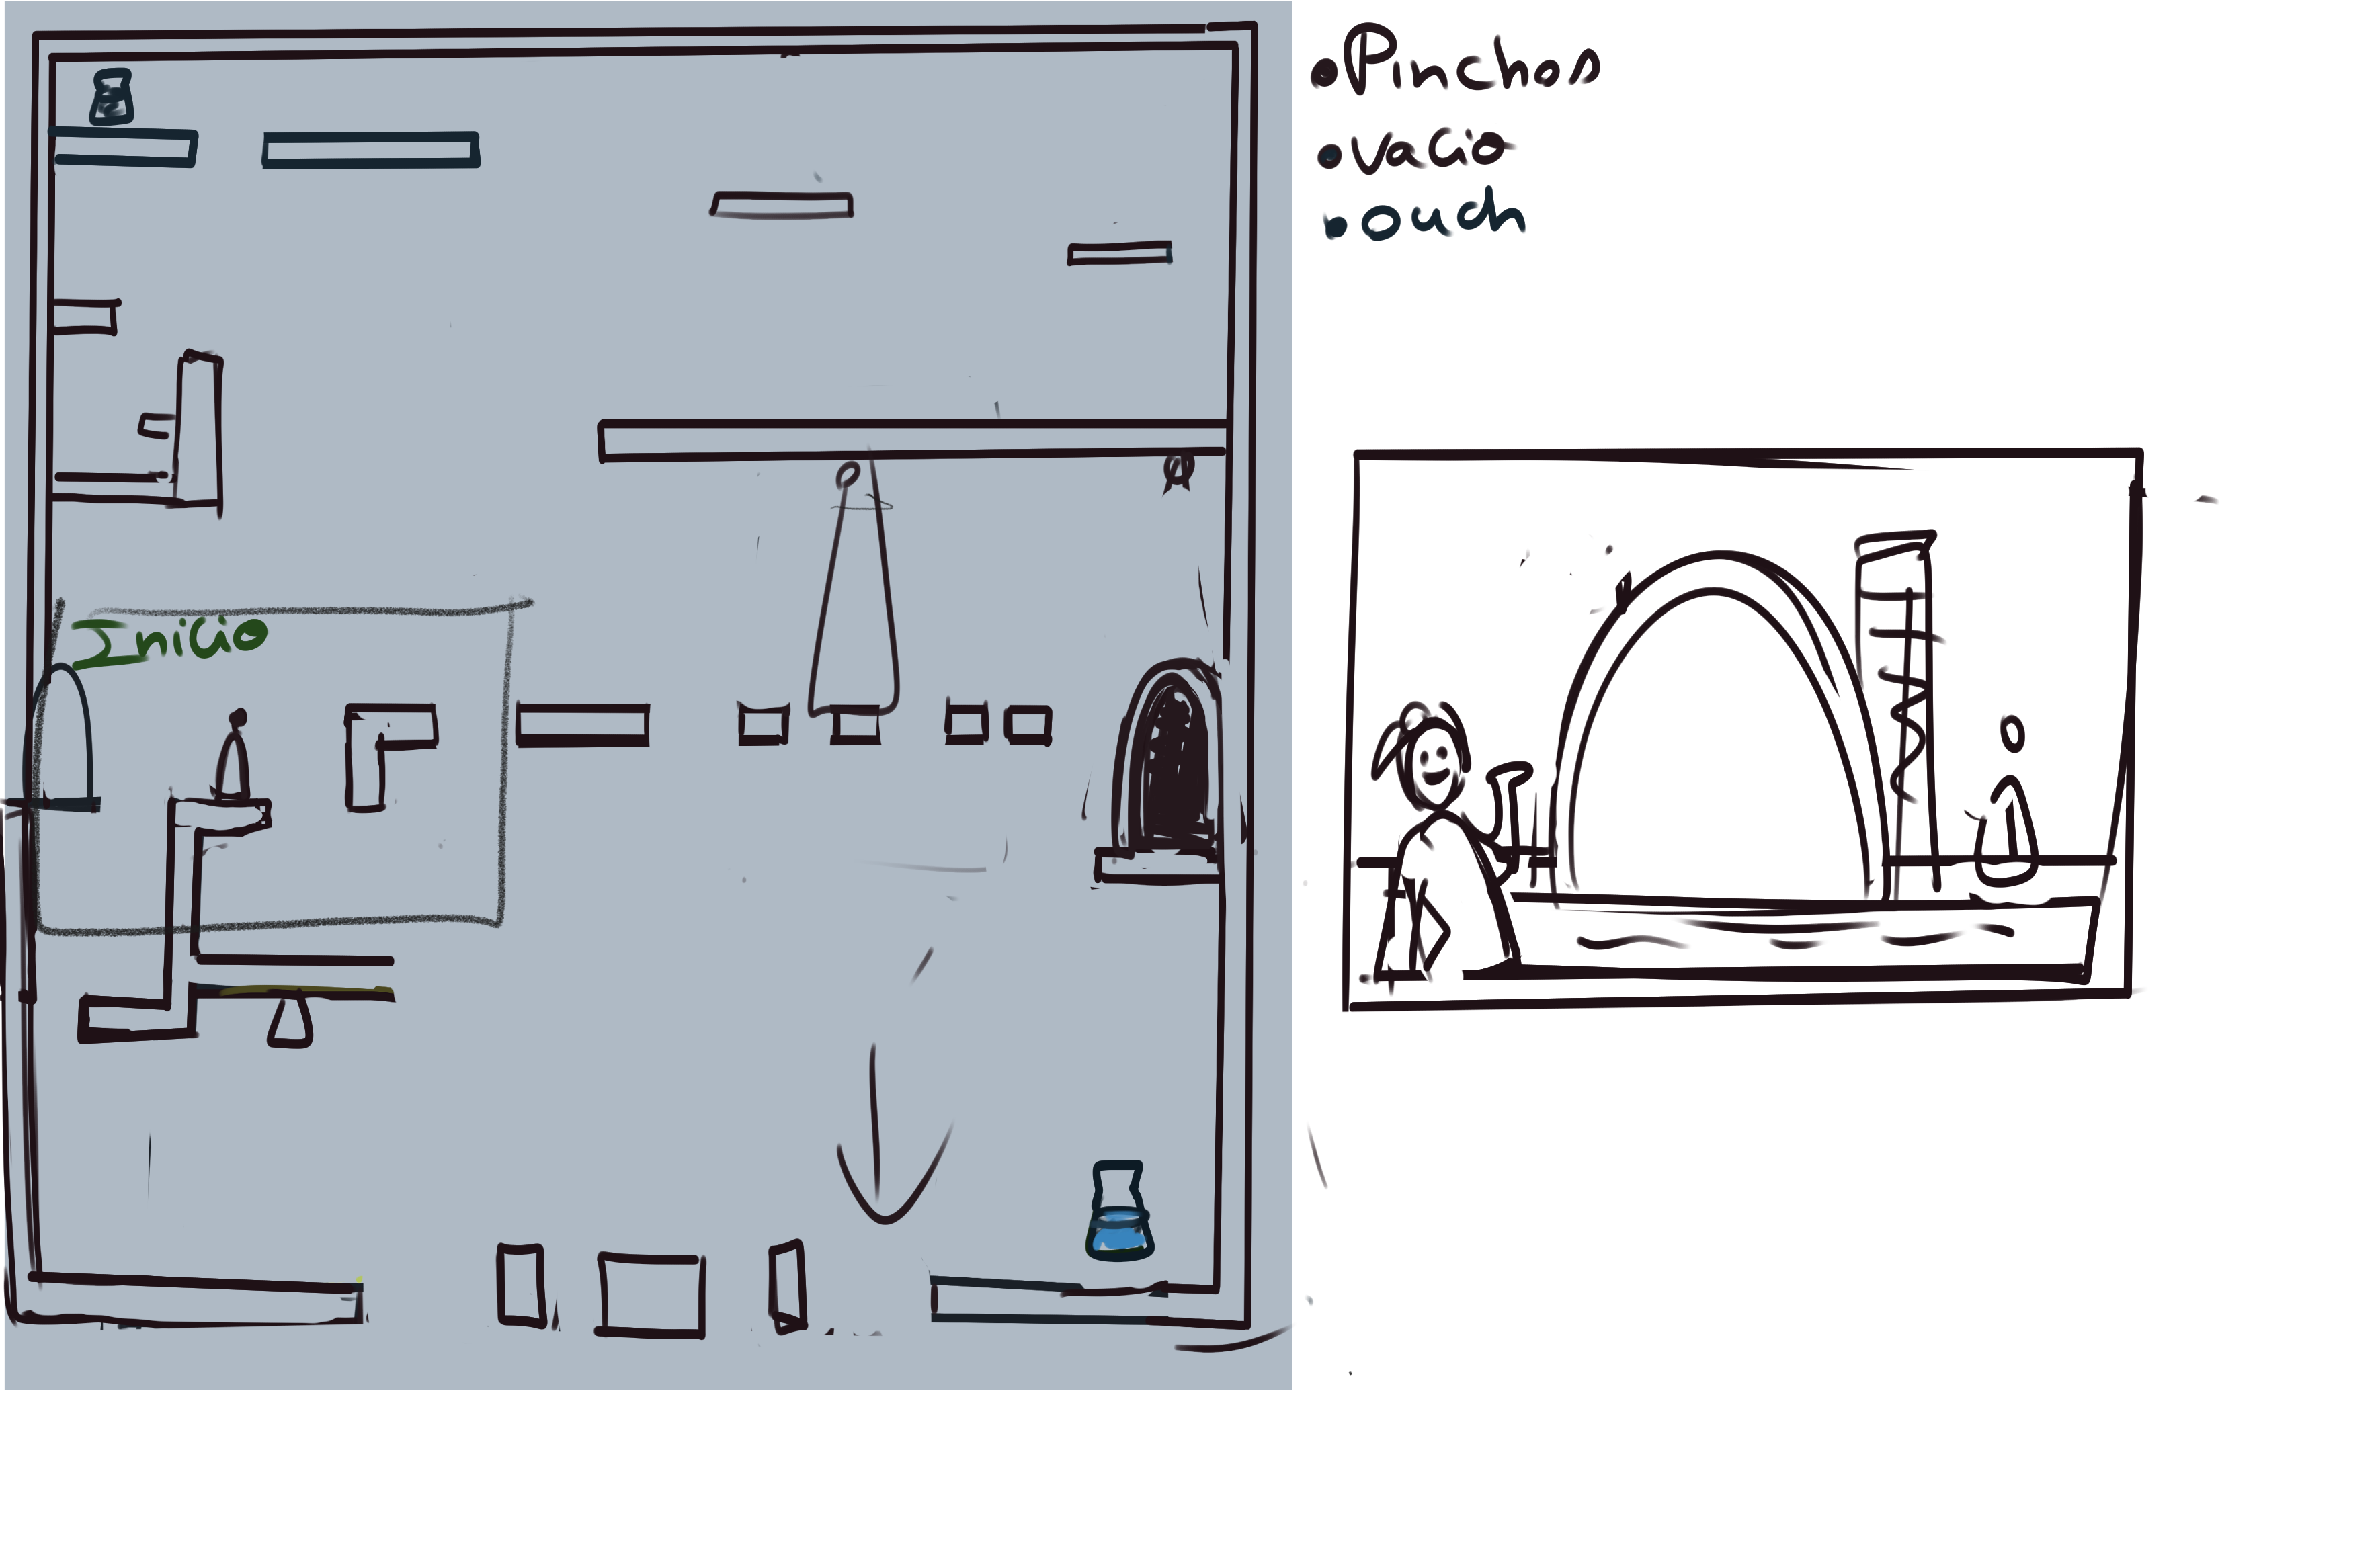 • Pinchos
• Vacio
• Ouch
Inicio